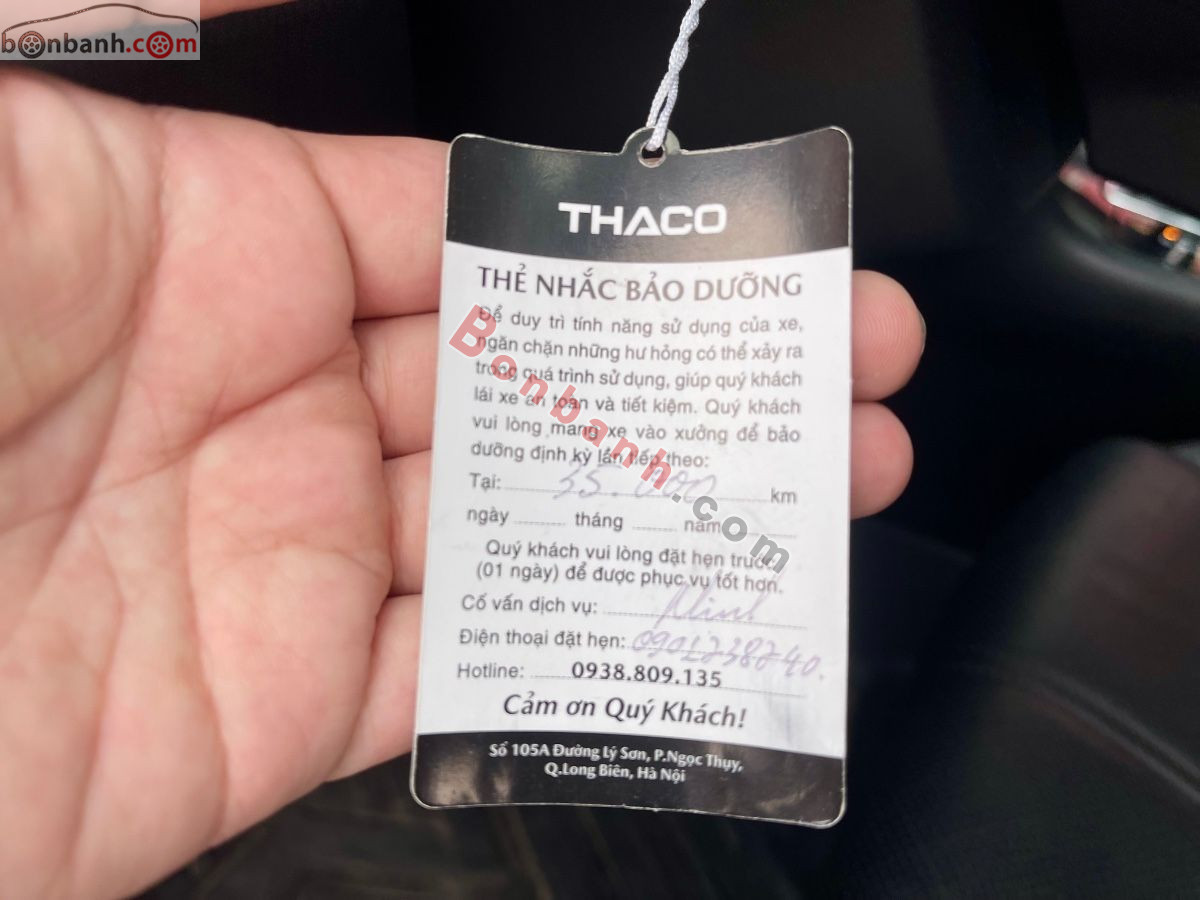 bonbanh.com
THACO
THẺ NHẮC BẢO DƯỠNG
Để duy trì tính năng sử dụng của xe,
ngăn chặn những hư hỏng có thể xảy ra
trong quá trình sử dụng, giúp quý khách
lái xe an toàn và tiết kiệm. Quý khách
vui lòng mang xe vào xưởng để bảo
dưỡng định kỳ lần tiếp theo:
Tại: 35.000 km
ngày tháng năm
Quý khách vui lòng đặt hẹn trước
(01 ngày) để được phục vụ tốt hơn.
Cố vấn dịch vụ: Minh
Điện thoại đặt hẹn: 0901238240.
Hotline: 0938.809.135
Cảm ơn Quý Khách!
Số 105A Đường Lý Sơn, P.Ngọc Thụy,
Q.Long Biên, Hà Nội
Bonbanh.com